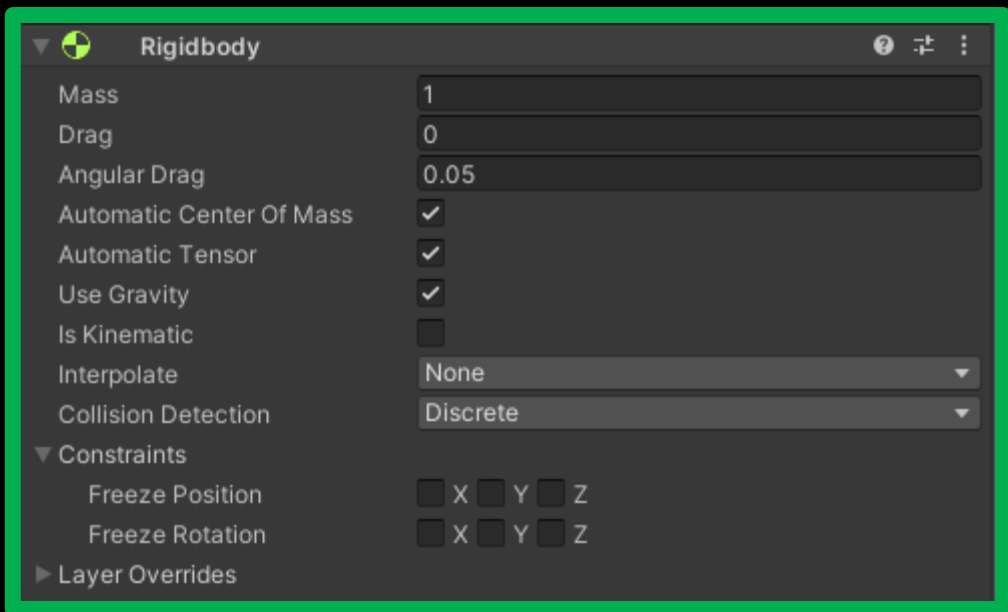 Rigidbody
Mass 1
Drag 0
Angular Drag 0.05
Automatic Center Of Mass
Automatic Tensor
Use Gravity
Is Kinematic
Interpolate None
Collision Detection Discrete
Constraints
Freeze Position X Y Z
Freeze Rotation X Y Z
Layer Overrides